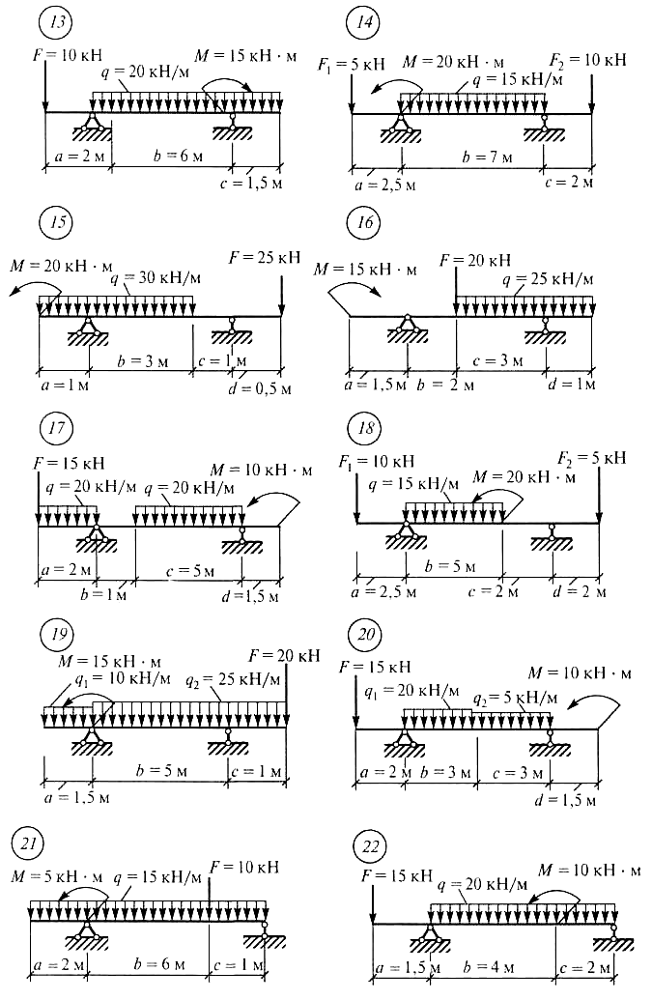 13
F = 10 кН
M = 15 кН · м
q = 20 кН/м
a = 2 м
b = 6 м
c = 1,5 м
14
F₁ = 5 кН
M = 20 кН · м
F₂ = 10 кН
q = 15 кН/м
a = 2,5 м
b = 7 м
c = 2 м
15
M = 20 кН · м
F = 25 кН
q = 30 кН/м
a = 1 м
b = 3 м
c = 1 м
d = 0,5 м
16
M = 15 кН · м
F = 20 кН
q = 25 кН/м
a = 1,5 м
b = 2 м
c = 3 м
d = 1 м
17
F = 15 кН
q = 20 кН/м
q = 20 кН/м
M = 10 кН · м
a = 2 м
b = 1 м
c = 5 м
d = 1,5 м
18
F₁ = 10 кН
F₂ = 5 кН
q = 15 кН/м
M = 20 кН · м
a = 2,5 м
b = 5 м
c = 2 м
d = 2 м
19
M = 15 кН · м
F = 20 кН
q₁ = 10 кН/м
q₂ = 25 кН/м
a = 1,5 м
b = 5 м
c = 1 м
20
F = 15 кН
M = 10 кН · м
q₁ = 20 кН/м
q₂ = 5 кН/м
a = 2 м
b = 3 м
c = 3 м
d = 1,5 м
21
M = 5 кН · м
q = 15 кН/м
F = 10 кН
a = 2 м
b = 6 м
c = 1 м
22
F = 15 кН
q = 20 кН/м
M = 10 кН · м
a = 1,5 м
b = 4 м
c = 2 м